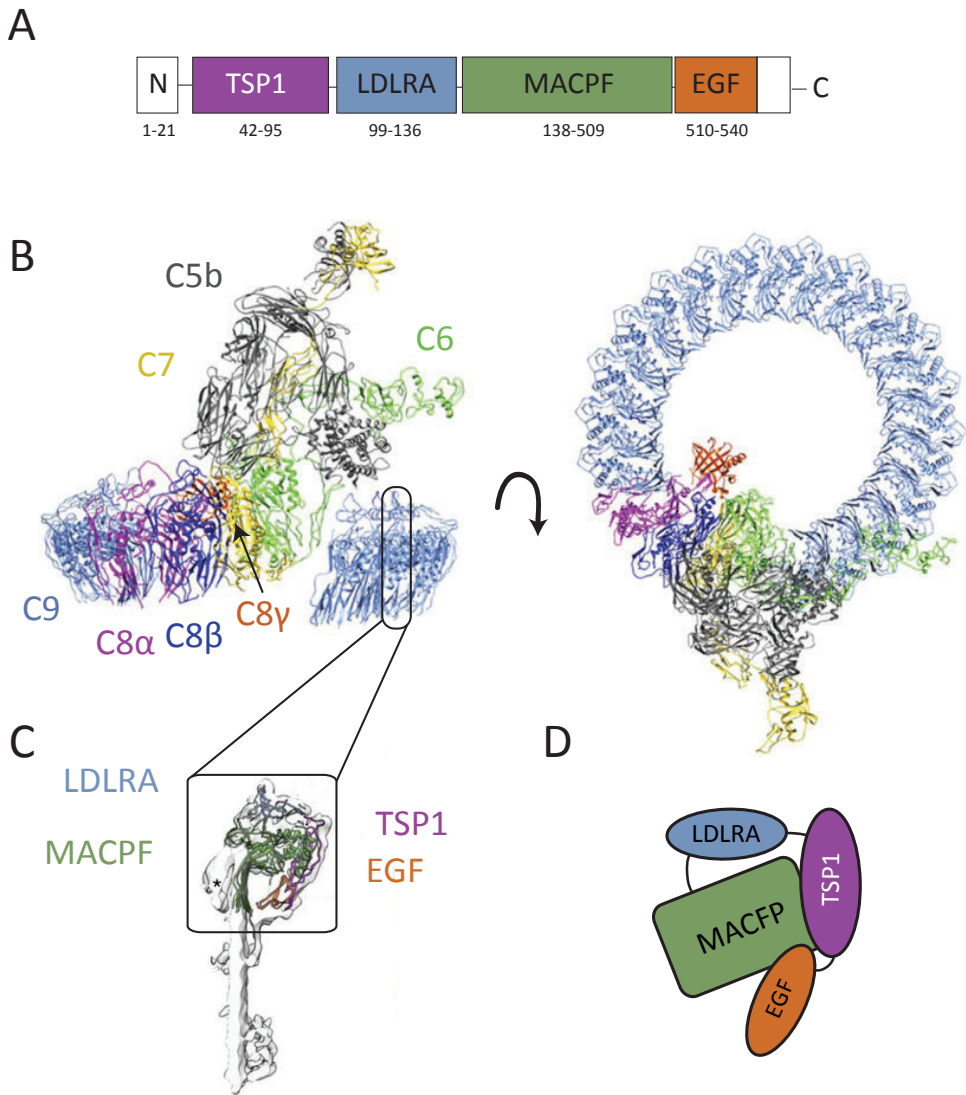 A
N TSP1 LDLRA MACPF EGF C
1-21 42-95 99-136 138-509 510-540
B
C5b
C7
C6
C9
C8α
C8β
C8γ
C
LDLRA
MACPF
TSP1
EGF
*
D
LDLRA
TSP1
MACFP
EGF